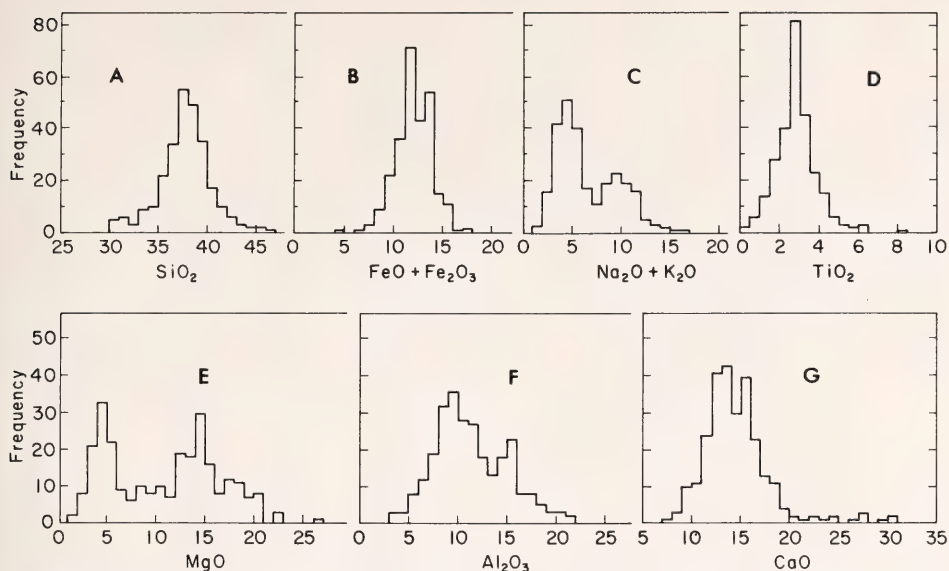 Frequency
80
60
40
20
0
A
B
C
D
25 30 35 40 45
0 5 10 15 20
0 5 10 15 20
0 2 4 6 8 10
SiO₂
FeO + Fe₂O₃
Na₂O + K₂O
TiO₂
Frequency
50
40
30
20
10
0
E
F
G
0 5 10 15 20 25
0 5 10 15 20 25
5 10 15 20 25 30 35
MgO
Al₂O₃
CaO